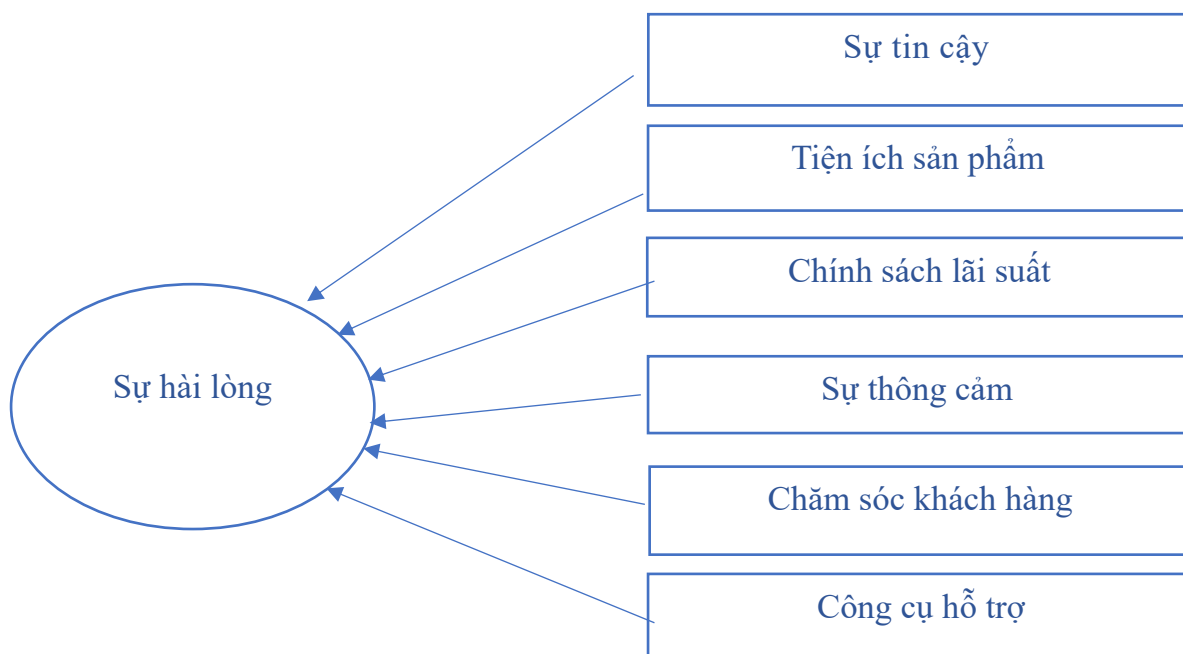 Sự tin cậy
Tiện ích sản phẩm
Chính sách lãi suất
Sự hài lòng
Sự thông cảm
Chăm sóc khách hàng
Công cụ hỗ trợ